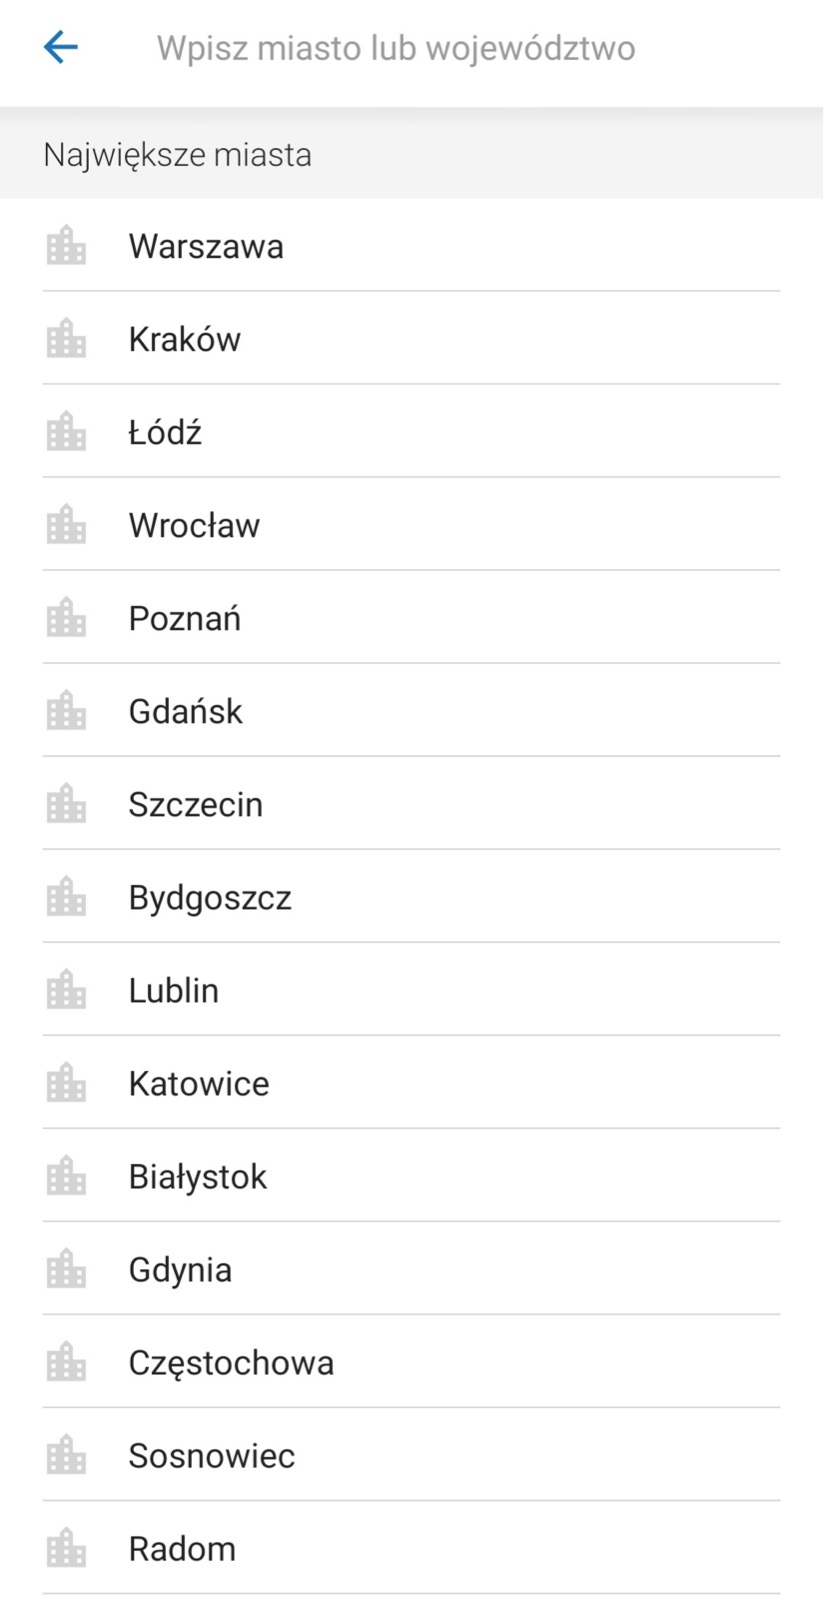 Wpisz miasto lub województwo
Największe miasta
Warszawa
Kraków
Łódź
Wrocław
Poznań
Gdańsk
Szczecin
Bydgoszcz
Lublin
Katowice
Białystok
Gdynia
Częstochowa
Sosnowiec
Radom